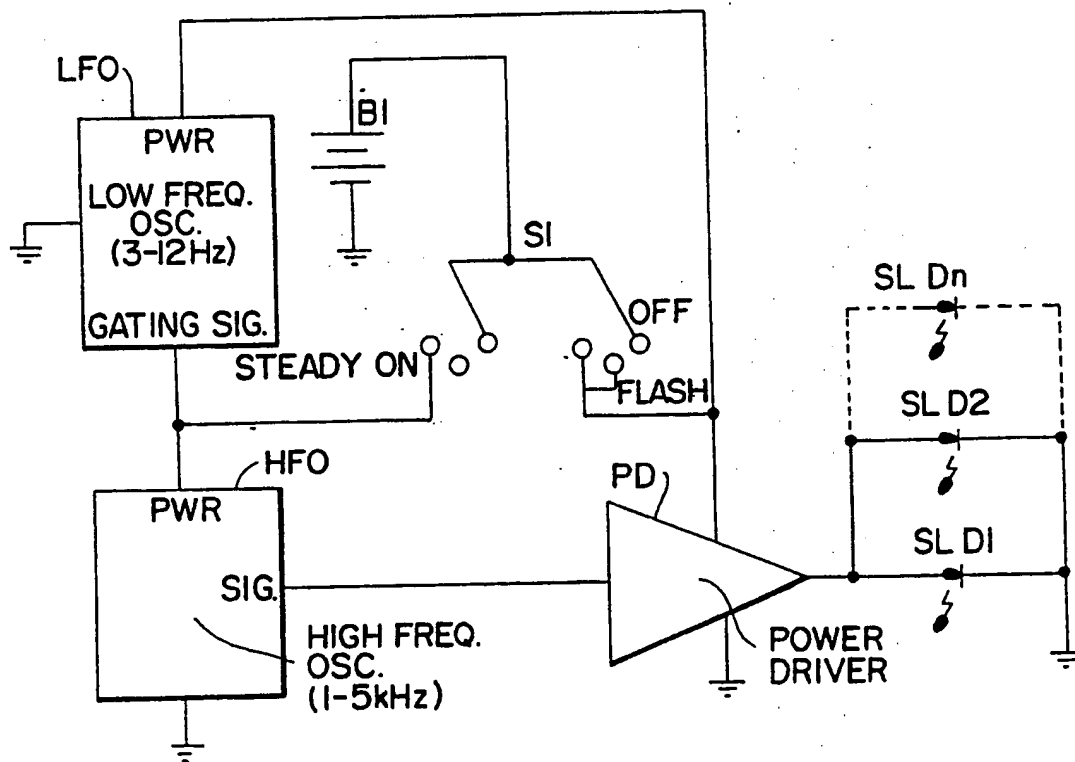 LFO
PWR
LOW FREQ.
OSC.
(3-12Hz)
GATING SIG.
B1
S1
STEADY ON
OFF
FLASH
HFO
PWR
SIG.
HIGH FREQ.
OSC.
(1-5kHz)
PD
POWER
DRIVER
SL Dn
SL D2
SL D1